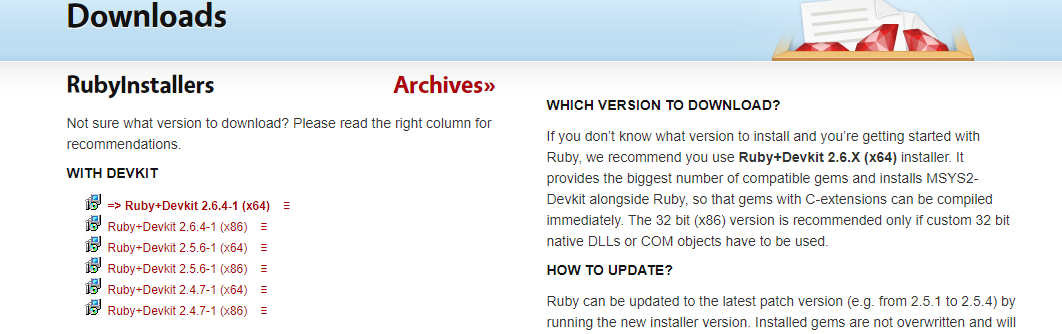 Downloads
RubyInstallers
Archives»
Not sure what version to download? Please read the right column for
recommendations.
WITH DEVKIT
=> Ruby+Devkit 2.6.4-1 (x64)
Ruby+Devkit 2.6.4-1 (x86)
Ruby+Devkit 2.5.6-1 (x64)
Ruby+Devkit 2.5.6-1 (x86)
Ruby+Devkit 2.4.7-1 (x64)
Ruby+Devkit 2.4.7-1 (x86)
WHICH VERSION TO DOWNLOAD?
If you don’t know what version to install and you’re getting started with
Ruby, we recommend you use Ruby+Devkit 2.6.X (x64) installer. It
provides the biggest number of compatible gems and installs MSYS2-
Devkit alongside Ruby, so that gems with C-extensions can be compiled
immediately. The 32 bit (x86) version is recommended only if custom 32 bit
native DLLs or COM objects have to be used.
HOW TO UPDATE?
Ruby can be updated to the latest patch version (e.g. from 2.5.1 to 2.5.4) by
running the new installer version. Installed gems are not overwritten and will